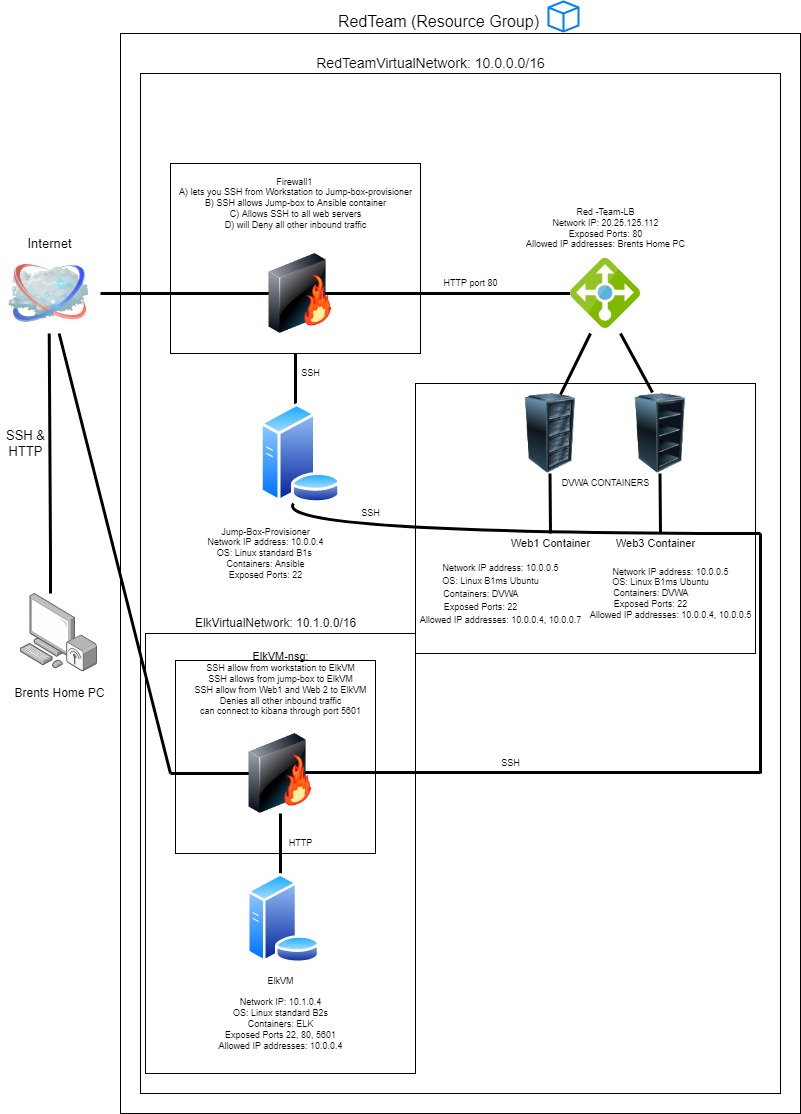 RedTeam (Resource Group)
RedTeamVirtualNetwork: 10.0.0.0/16
Firewall1
A) lets you SSH from Workstation to Jump-box-provisioner
B) SSH allows Jump-box to Ansible container
C) Allows SSH to all web servers
D) will Deny all other inbound traffic
Red -Team-LB
Network IP: 20.25.125.112
Exposed Ports: 80
Allowed IP addresses: Brents Home PC
Internet
HTTP port 80
SSH
SSH &
HTTP
DVWA CONTAINERS
SSH
Jump-Box-Provisioner
Network IP address: 10.0.0.4
OS: Linux standard B1s
Containers: Ansible
Exposed Ports: 22
Web1 Container
Network IP address: 10.0.0.5
OS: Linux B1ms Ubuntu
Containers: DVWA
Exposed Ports: 22
Allowed IP addresses: 10.0.0.4, 10.0.0.7
Web3 Container
Network IP address: 10.0.0.5
OS: Linux B1ms Ubuntu
Containers: DVWA
Exposed Ports: 22
Allowed IP addresses: 10.0.0.4, 10.0.0.5
Brents Home PC
ElkVirtualNetwork: 10.1.0.0/16
ElkVM-nsg:
SSH allow from workstation to ElkVM
SSH allows from jump-box to ElkVM
SSH allow from Web1 and Web 2 to ElkVM
Denies all other inbound traffic
can connect to kibana through port 5601
SSH
HTTP
ElkVM
Network IP: 10.1.0.4
OS: Linux standard B2s
Containers: ELK
Exposed Ports 22, 80, 5601
Allowed IP addresses: 10.0.0.4